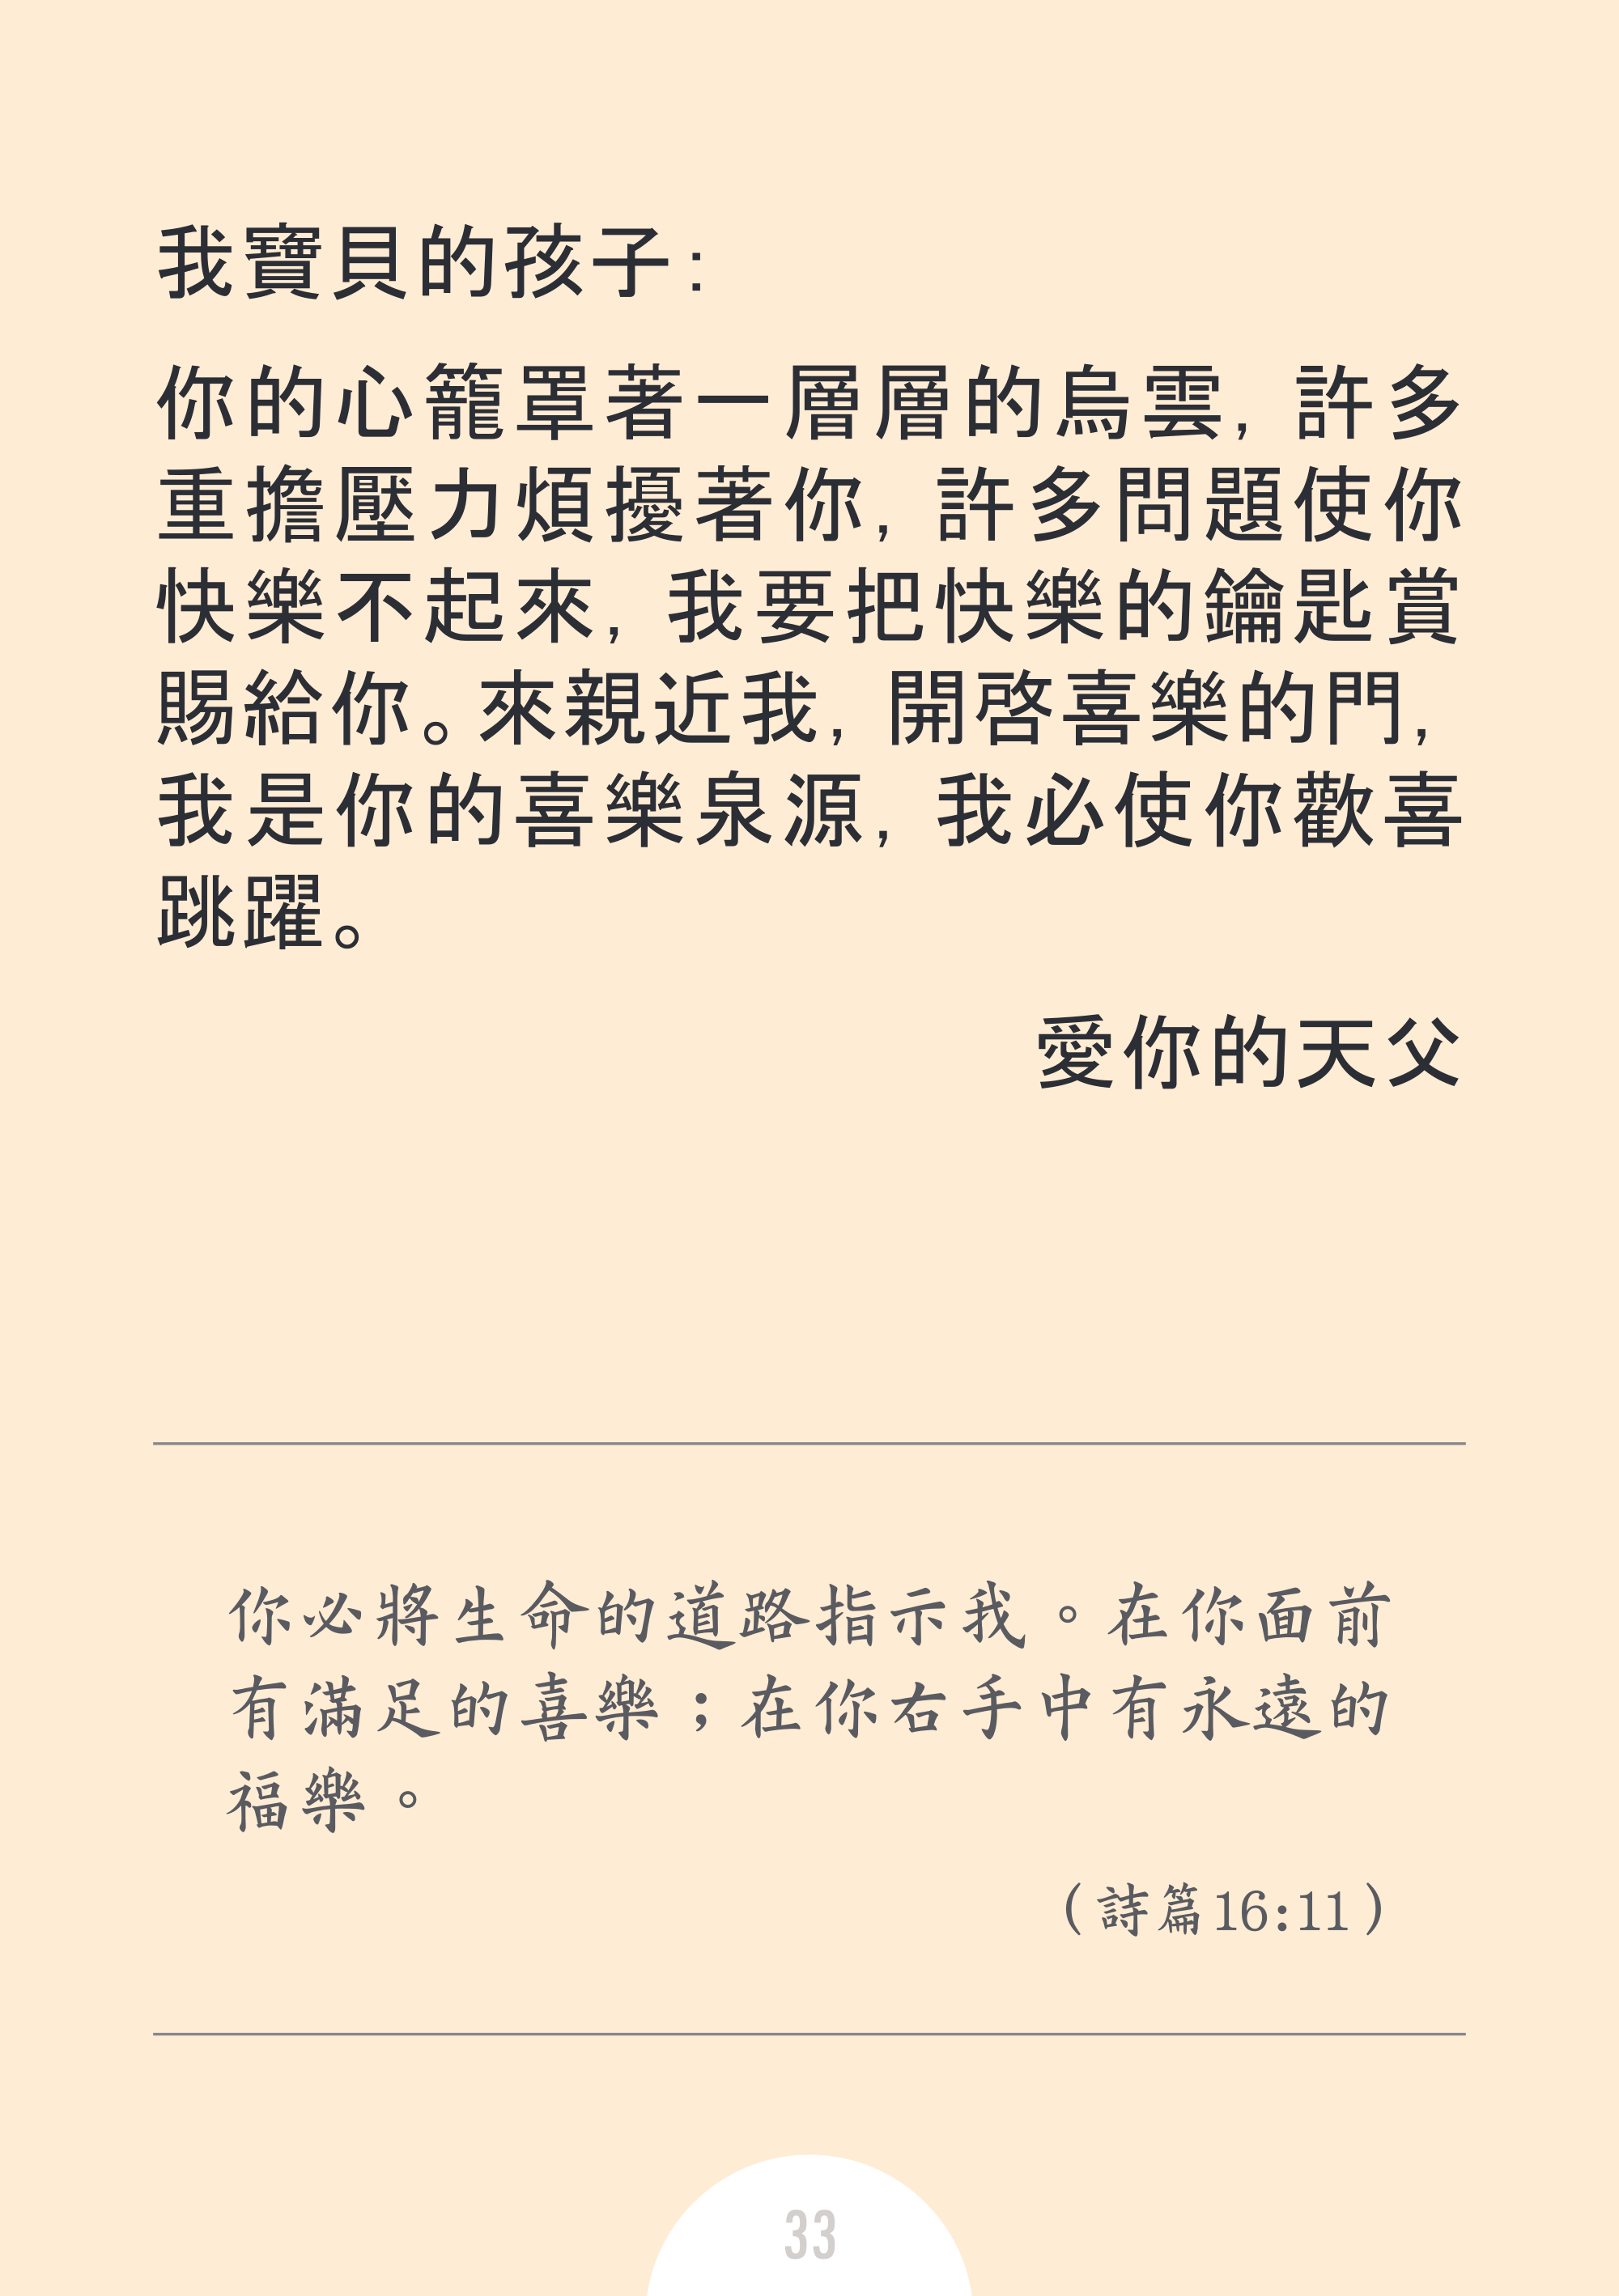 我寶貝的孩子：
你的心籠罩著一層層的烏雲，許多
重擔壓力煩擾著你，許多問題使你
快樂不起來，我要把快樂的鑰匙賞
賜給你。來親近我，開啓喜樂的門，
我是你的喜樂泉源，我必使你歡喜
跳躍。
愛你的天父
你必將生命的道路指示我。在你面前
有滿足的喜樂；在你右手中有永遠的
福樂。
（詩篇16:11）
33